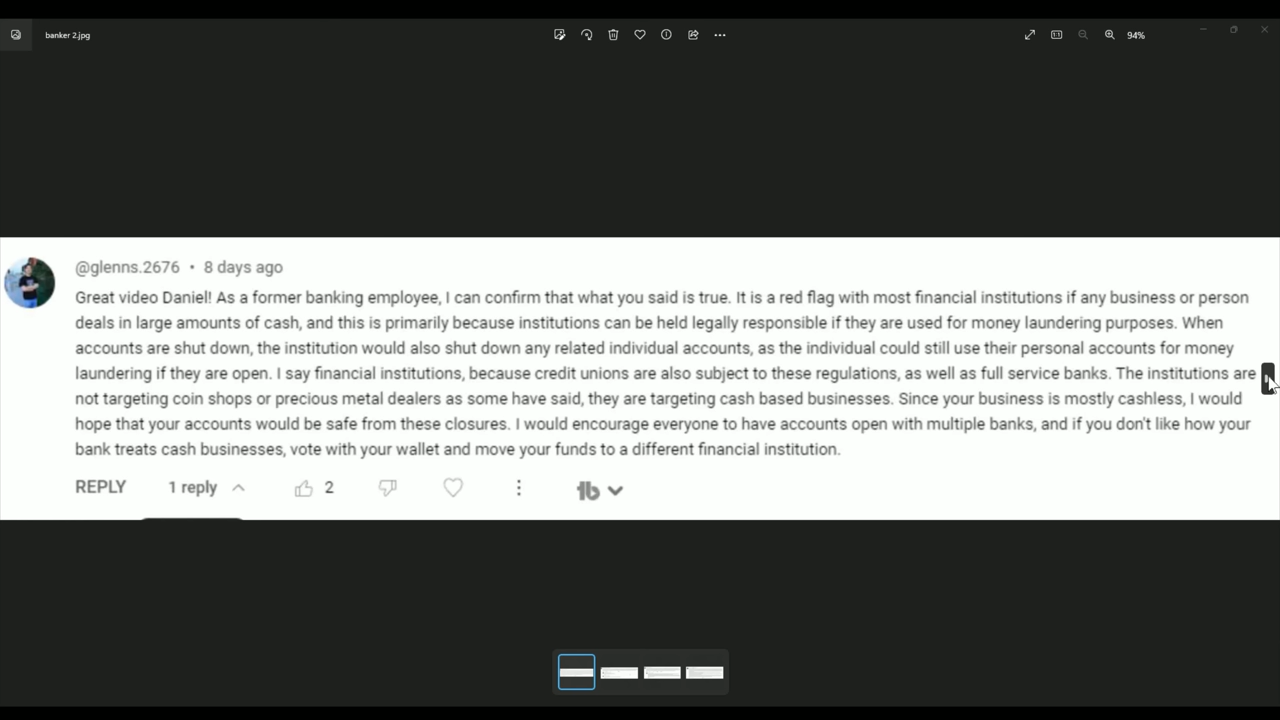 banker 2.jpg
94%
@glenns.2676 • 8 days ago
Great video Daniel! As a former banking employee, I can confirm that what you said is true. It is a red flag with most financial institutions if any business or person
deals in large amounts of cash, and this is primarily because institutions can be held legally responsible if they are used for money laundering purposes. When
accounts are shut down, the institution would also shut down any related individual accounts, as the individual could still use their personal accounts for money
laundering if they are open. I say financial institutions, because credit unions are also subject to these regulations, as well as full service banks. The institutions are
not targeting coin shops or precious metal dealers as some have said, they are targeting cash based businesses. Since your business is mostly cashless, I would
hope that your accounts would be safe from these closures. I would encourage everyone to have accounts open with multiple banks, and if you don't like how your
bank treats cash businesses, vote with your wallet and move your funds to a different financial institution.
REPLY 1 reply 2 tb